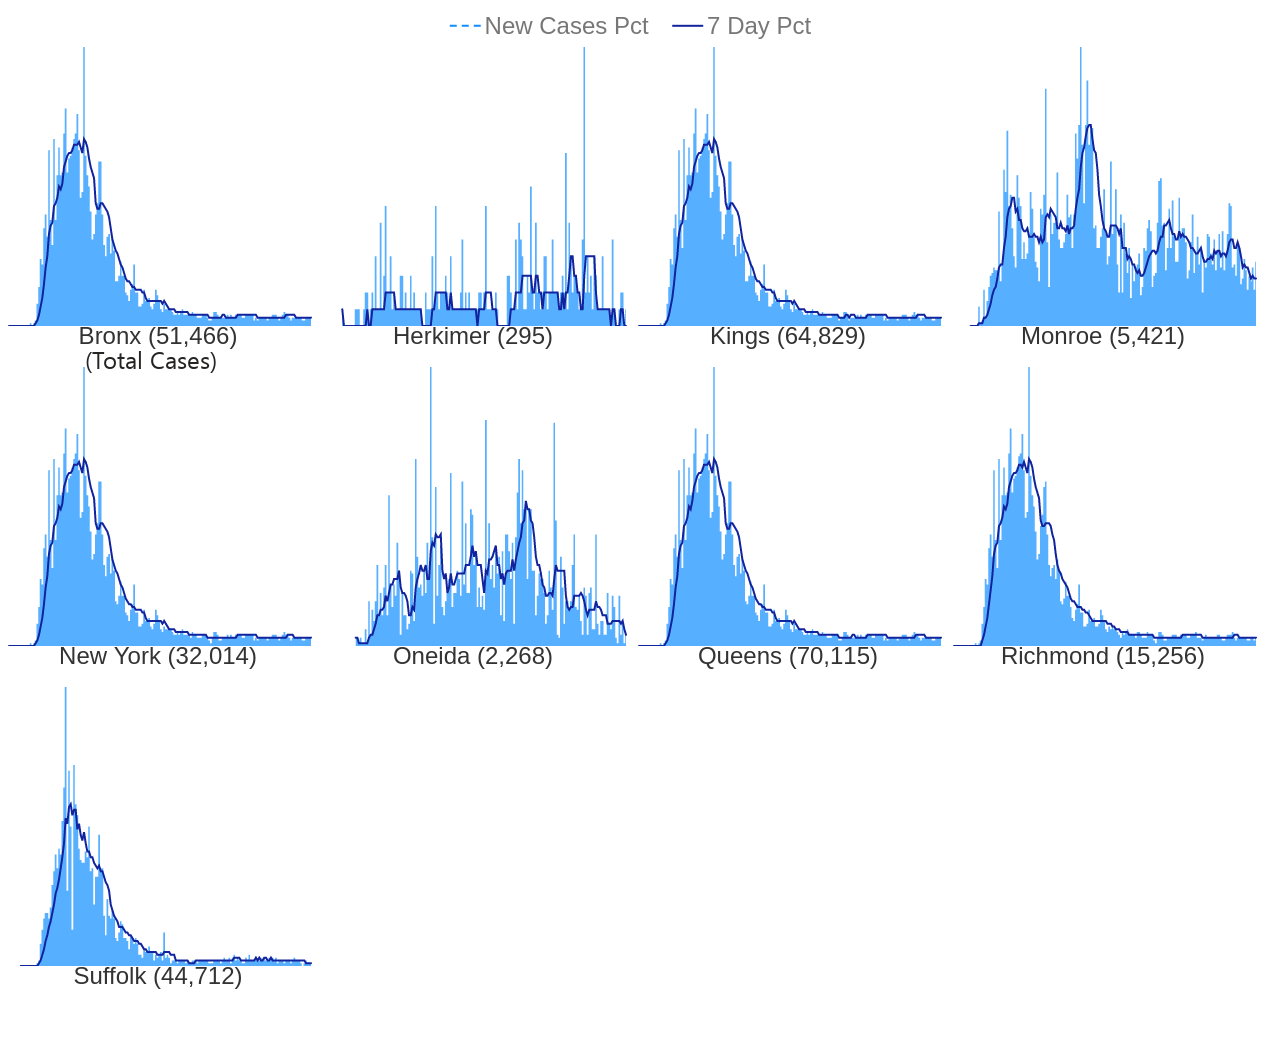 New Cases Pct 7 Day Pct
Bronx (51,466) Herkimer (295) Kings (64,829) Monroe (5,421)
(Total Cases)
New York (32,014) Oneida (2,268) Queens (70,115) Richmond (15,256)
Suffolk (44,712)